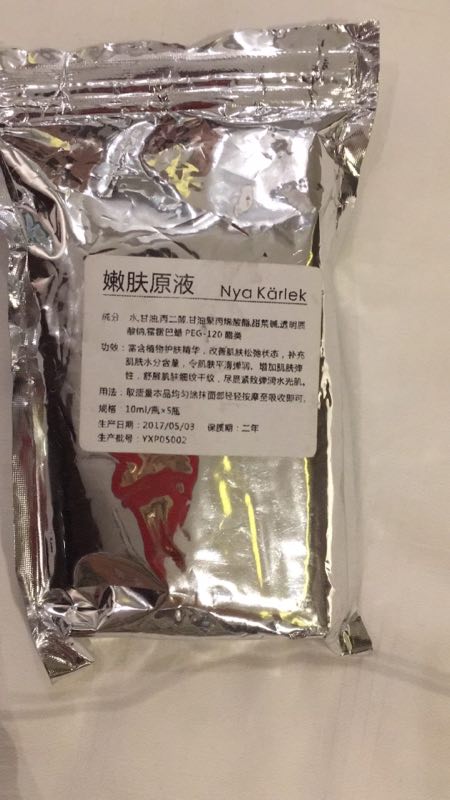 嫩肤原液 Nya Kärlek
成分：水,甘油,丙二醇,甘油聚丙烯酸酯,甜菜碱,透明质
酸钠,霍霍巴蜡 PEG-120 酯类
功效：富含植物护肤精华，改善肌肤松弛状态，补充
肌肤水分含量，令肌肤平滑弹润。增加肌肤弹
性，舒展肌肤细纹干纹，尽显紧致弹润水光肌。
用法：取适量本品均匀涂抹面部轻轻按摩至吸收即可。
规格：10ml/瓶×5瓶
生产日期：2017/05/03 保质期：二年
生产批号：YXP05002